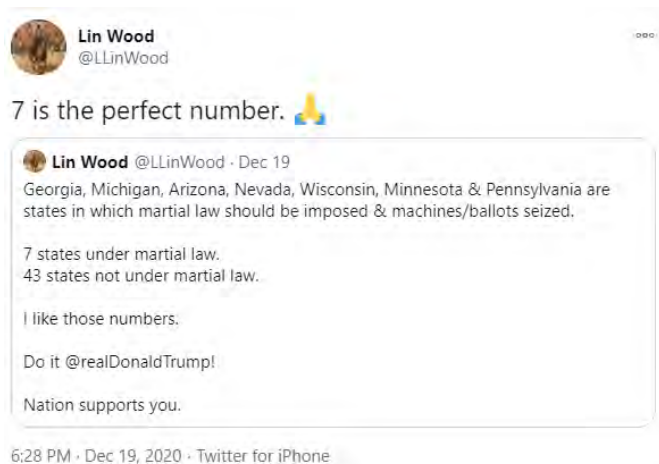 Lin Wood
@LLinWood
7 is the perfect number. 🙏
Lin Wood @LLinWood · Dec 19
Georgia, Michigan, Arizona, Nevada, Wisconsin, Minnesota & Pennsylvania are
states in which martial law should be imposed & machines/ballots seized.
7 states under martial law.
43 states not under martial law.
I like those numbers.
Do it @realDonaldTrump!
Nation supports you.
6:28 PM · Dec 19, 2020 · Twitter for iPhone